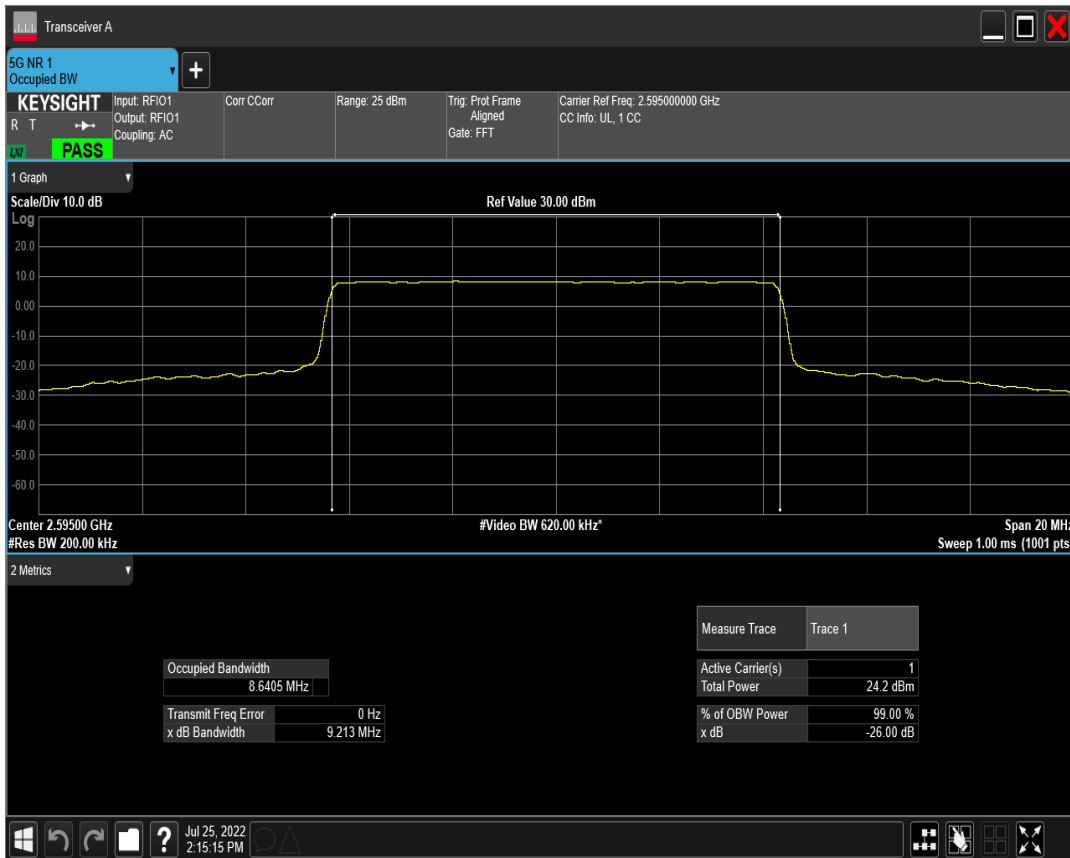 Transceiver A
5G NR 1
Occupied BW
+
KEYSIGHT
R T
LXI
PASS
Input: RFIO1
Output: RFIO1
Coupling: AC
Corr CCorr
Range: 25 dBm
Trig: Prot Frame
Aligned
Gate: FFT
Carrier Ref Freq: 2.595000000 GHz
CC Info: UL, 1 CC
1 Graph
Scale/Div 10.0 dB
Ref Value 30.00 dBm
Log
20.0
10.0
0.00
-10.0
-20.0
-30.0
-40.0
-50.0
-60.0
Center 2.59500 GHz
#Video BW 620.00 kHz*
Span 20 MHz
#Res BW 200.00 kHz
Sweep 1.00 ms (1001 pts
2 Metrics
Measure Trace Trace 1
Occupied Bandwidth
8.6405 MHz
Active Carrier(s) 1
Total Power 24.2 dBm
Transmit Freq Error 0 Hz
x dB Bandwidth 9.213 MHz
% of OBW Power 99.00 %
x dB -26.00 dB
?
Jul 25, 2022
2:15:15 PM